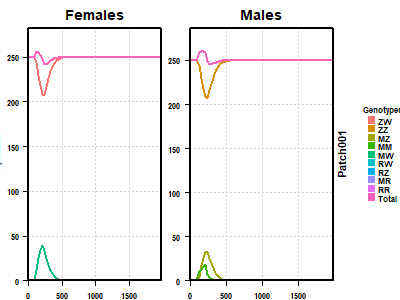 Females
Males
250
200
150
100
50
0
0
500
1000
1500
250
200
150
100
50
0
0
500
1000
1500
Patch001
Genotypes
ZW
ZZ
MZ
MM
MW
RW
RZ
MR
RR
Total